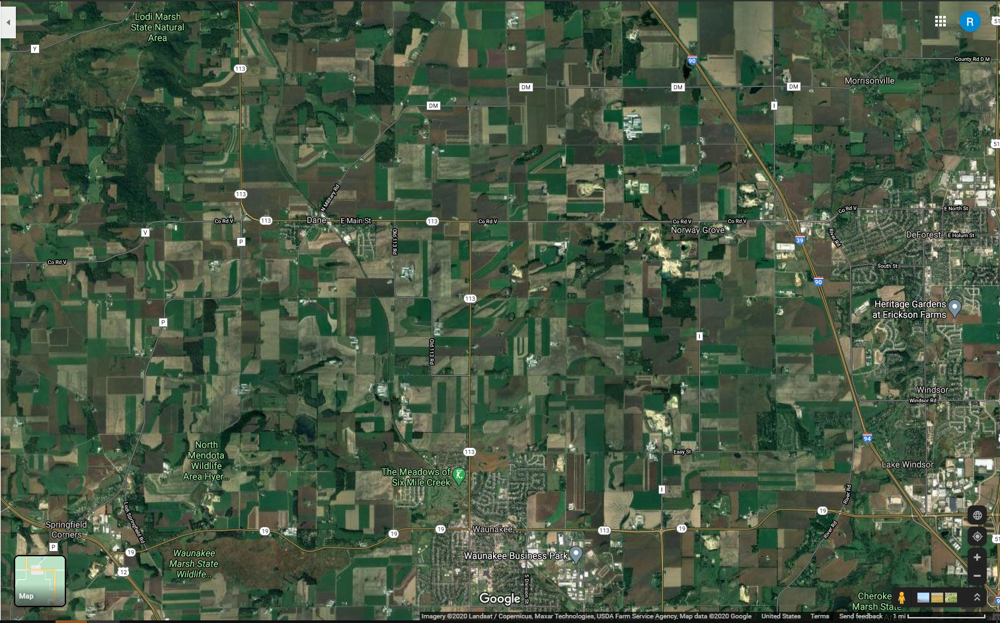 Lodi Marsh
State Natural
Area
R
51
Y
113
90
County Rd D M
Morrisonville
DM
DM
DM
DM
I
51
N Military Rd
113
Co Rd V
113
Dane
E Main St
113
Co Rd V
Co Rd V
Co Rd V
Co Rd V
E North St
Norway Grove
V
P
Old 113 Rd
39
River Rd
DeForest
E Holum St
Co Rd V
South St
90
113
Heritage Gardens
at Erickson Farms
P
I
Old 113 Rd
Windsor
Windsor Rd
94
North
Mendota
Wildlife
Area Hyer...
113
Easy St
Lake Windsor
The Meadows of
Six Mile Creek
I
River Rd
Lodi Springfield Rd
19
Springfield
Corners
19
19
19
Waunakee
113
19
River Rd
51
P
19
Waunakee
Marsh State
Wildlife...
Waunakee Business Park
12
S Division St
Map
Google
Cheroke
Marsh State
Imagery ©2020 Landsat / Copernicus, Maxar Technologies, USDA Farm Service Agency, Map data ©2020 Google United States Terms Send feedback 1 mi